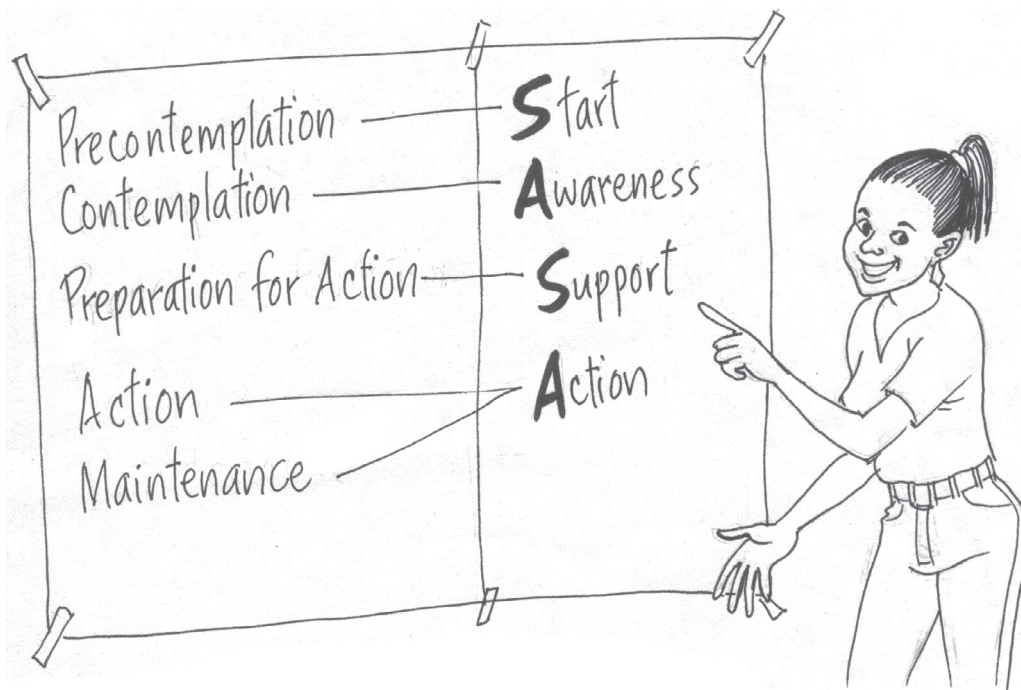 Precontemplation Start
Contemplation Awareness
Preparation for Action Support
Action Action
Maintenance